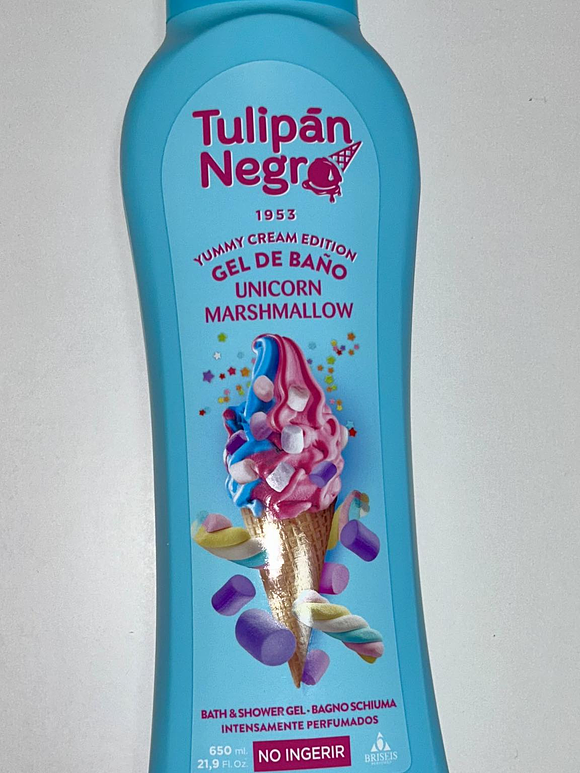 Tulipán
Negro
1953
YUMMY CREAM EDITION
GEL DE BAÑO
UNICORN
MARSHMALLOW
BATH & SHOWER GEL • BAGNO SCHIUMA
INTENSAMENTE PERFUMADOS
650 ml.
21,9 Fl.Oz.
NO INGERIR
BRISEIS